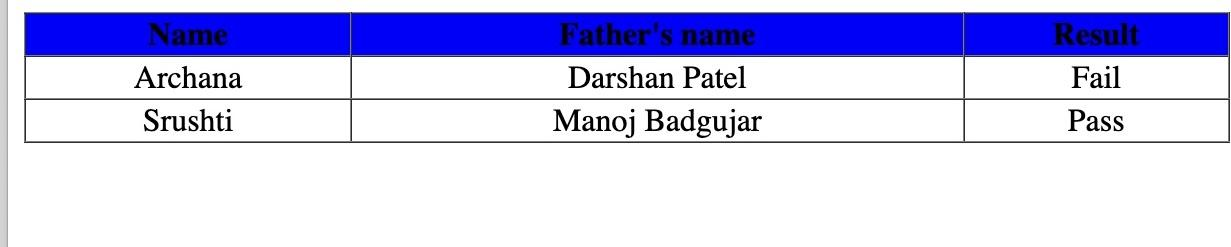 Name Father's name Result
Archana Darshan Patel Fail
Srushti Manoj Badgujar Pass